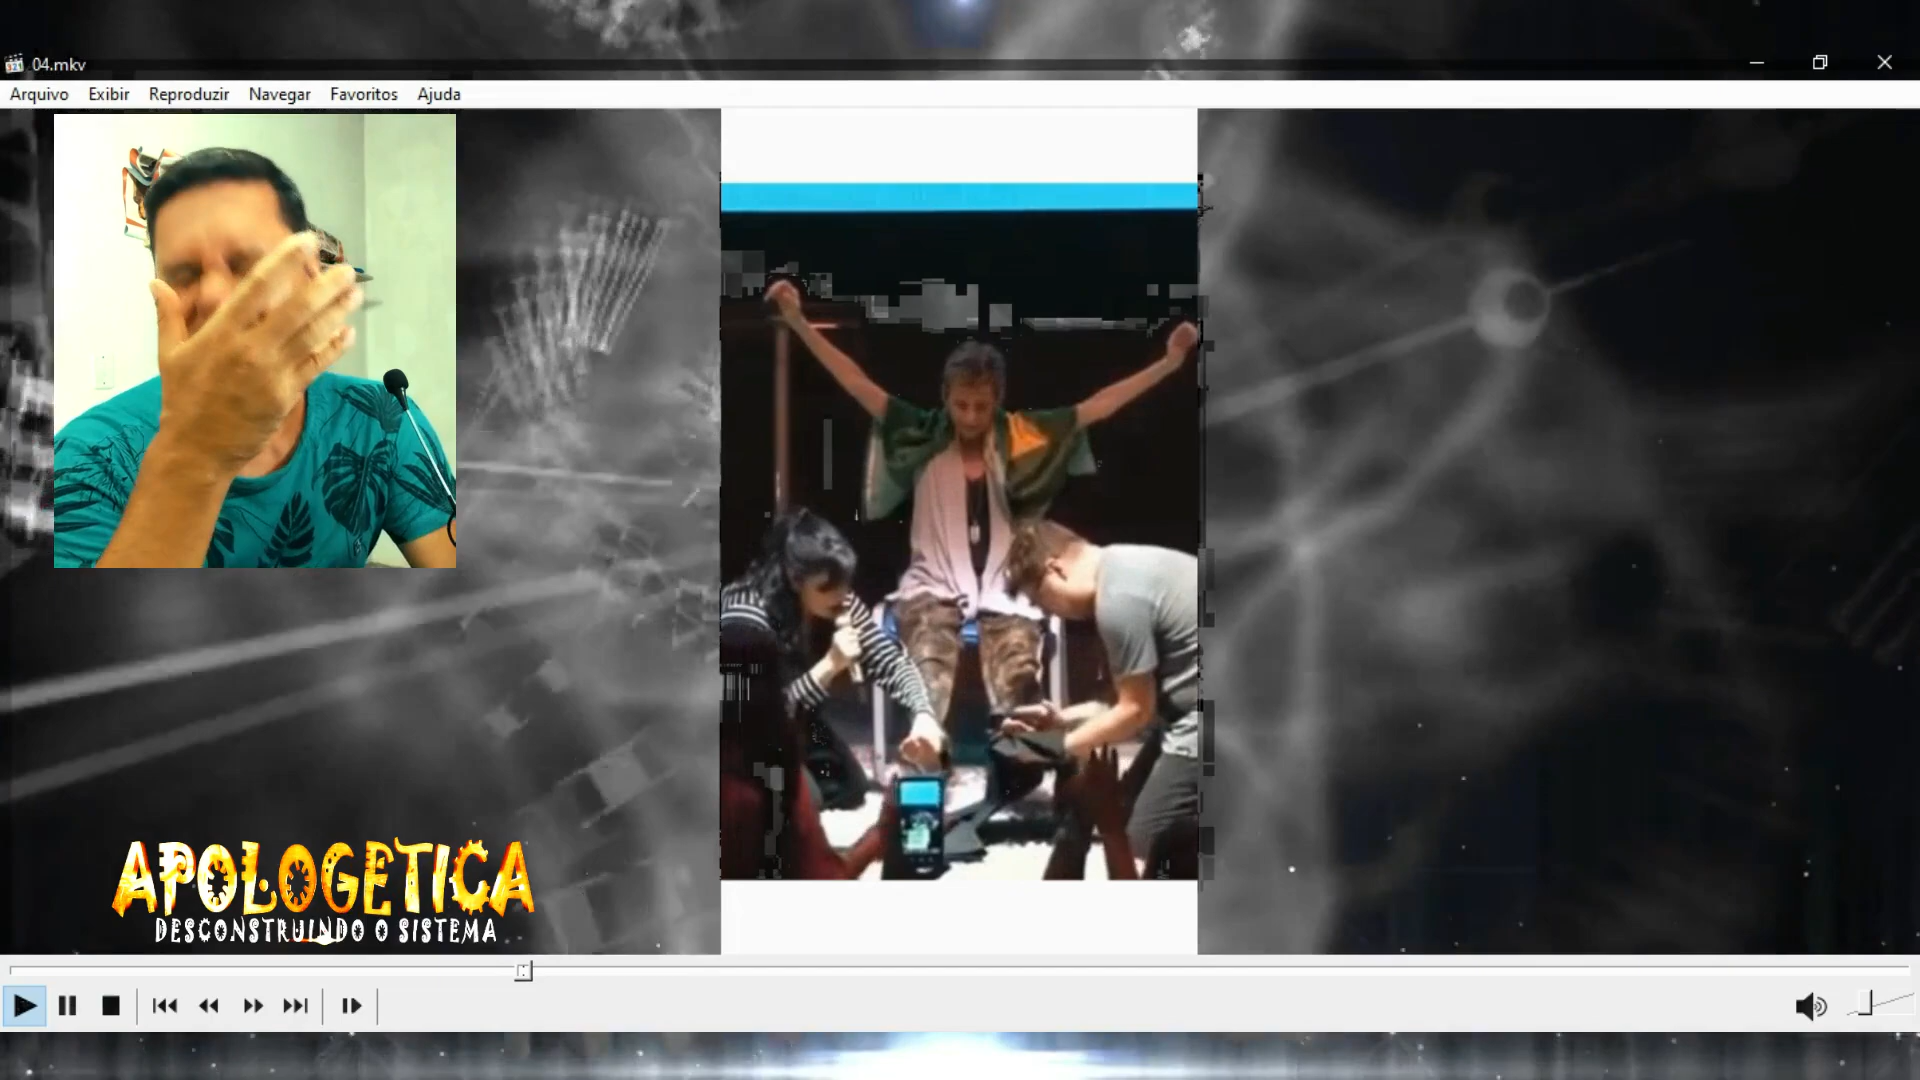 04.mkv
Arquivo Exibir Reproduzir Navegar Favoritos Ajuda
APOLOGETICA
DESCONSTRUINDO O SISTEMA